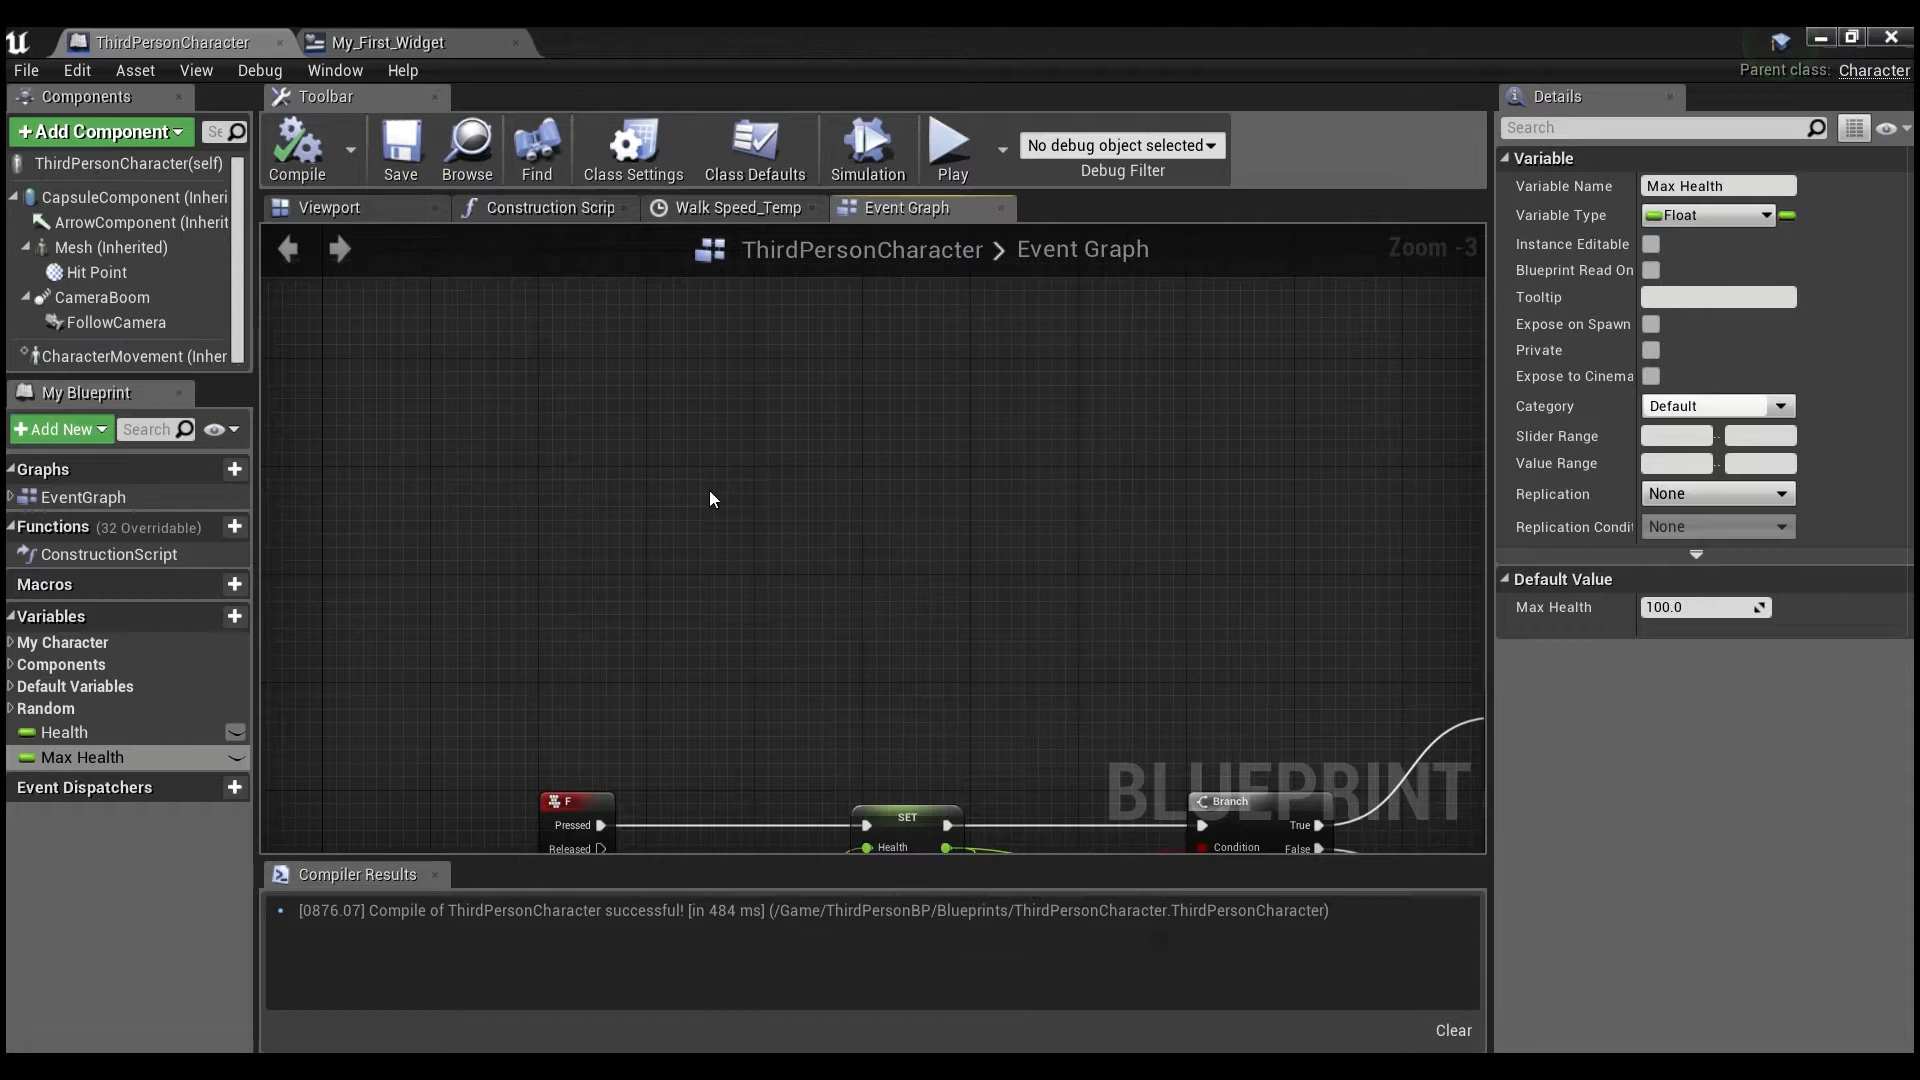 ThirdPersonCharacter
My_First_Widget
File Edit Asset View Debug Window Help
Parent class: Character
Components
Toolbar
Details
+Add Component
Se
Search
ThirdPersonCharacter(self)
CapsuleComponent (Inheri
ArrowComponent (Inherit
Mesh (Inherited)
Hit Point
CameraBoom
FollowCamera
CharacterMovement (Inher
Compile
Save
Browse
Find
Class Settings
Class Defaults
Simulation
Play
No debug object selected
Debug Filter
Viewport
Construction Scrip
Walk Speed_Temp
Event Graph
ThirdPersonCharacter > Event Graph
Zoom -3
My Blueprint
+Add New
Search
Graphs
EventGraph
Functions (32 Overridable)
ConstructionScript
Macros
Variables
My Character
Components
Default Variables
Random
Health
Max Health
Event Dispatchers
F
Pressed
Released
SET
Health
Branch
True
Condition
False
BLUEPRINT
Compiler Results
[0876.07] Compile of ThirdPersonCharacter successful! [in 484 ms] (/Game/ThirdPersonBP/Blueprints/ThirdPersonCharacter.ThirdPersonCharacter)
Clear
Variable
Variable Name Max Health
Variable Type Float
Instance Editable
Blueprint Read On
Tooltip
Expose on Spawn
Private
Expose to Cinema
Category Default
Slider Range
Value Range
Replication None
Replication Condit None
Default Value
Max Health 100.0